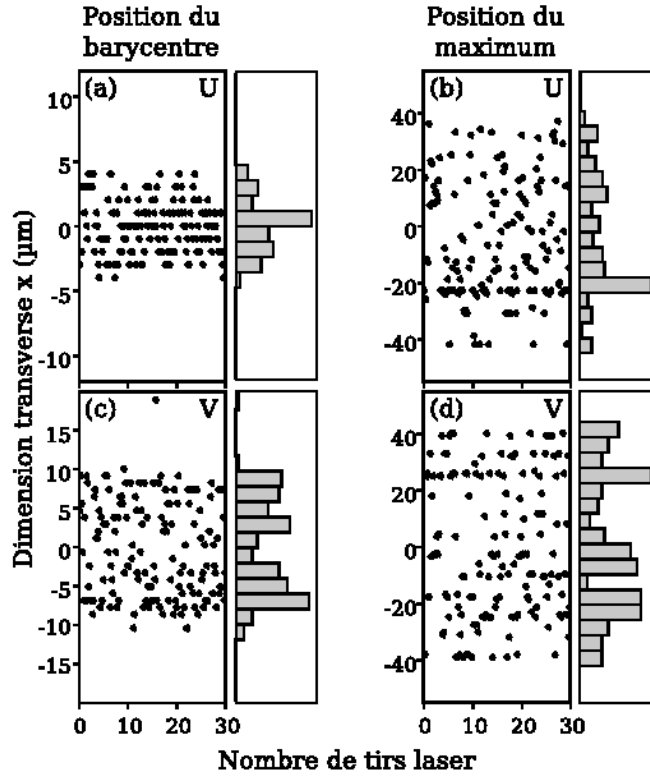 Position du
barycentre
Position du
maximum
(a) U
(b) U
10
5
0
-5
-10
40
20
0
-20
-40
Dimension transverse x (µm)
(c) V
(d) V
15
10
5
0
-5
-10
-15
40
20
0
-20
-40
0 10 20 30
0 10 20 30
Nombre de tirs laser